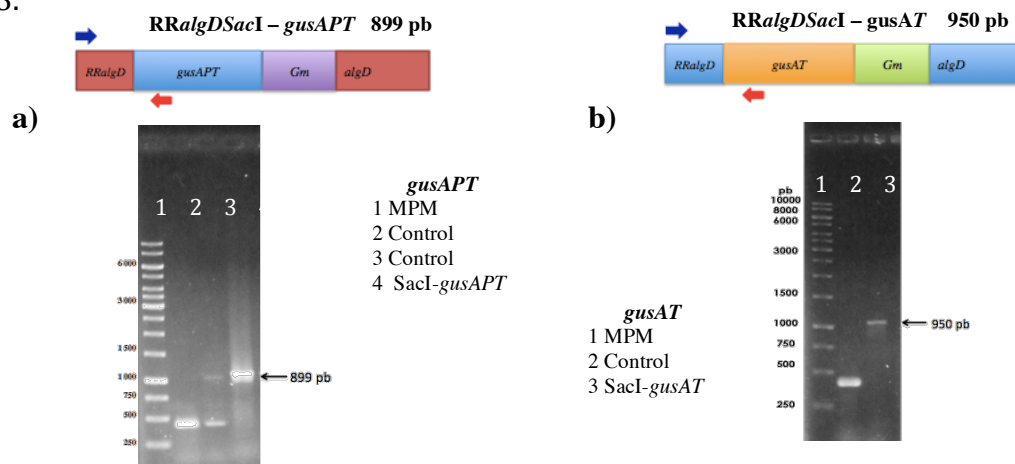 3.
RRalgDSacI – gusAPT 899 pb
RRalgD gusAPT Gm algD
a)
1 2 3
6000
3000
1500
1000
750
500
250
899 pb
gusAPT
1 MPM
2 Control
3 Control
4 SacI-gusAPT
RRalgDSacI – gusAT 950 pb
RRalgD gusAT Gm algD
b)
pb
1 2 3
10000
8000
6000
3000
1500
1000
750
500
250
950 pb
gusAT
1 MPM
2 Control
3 SacI-gusAT